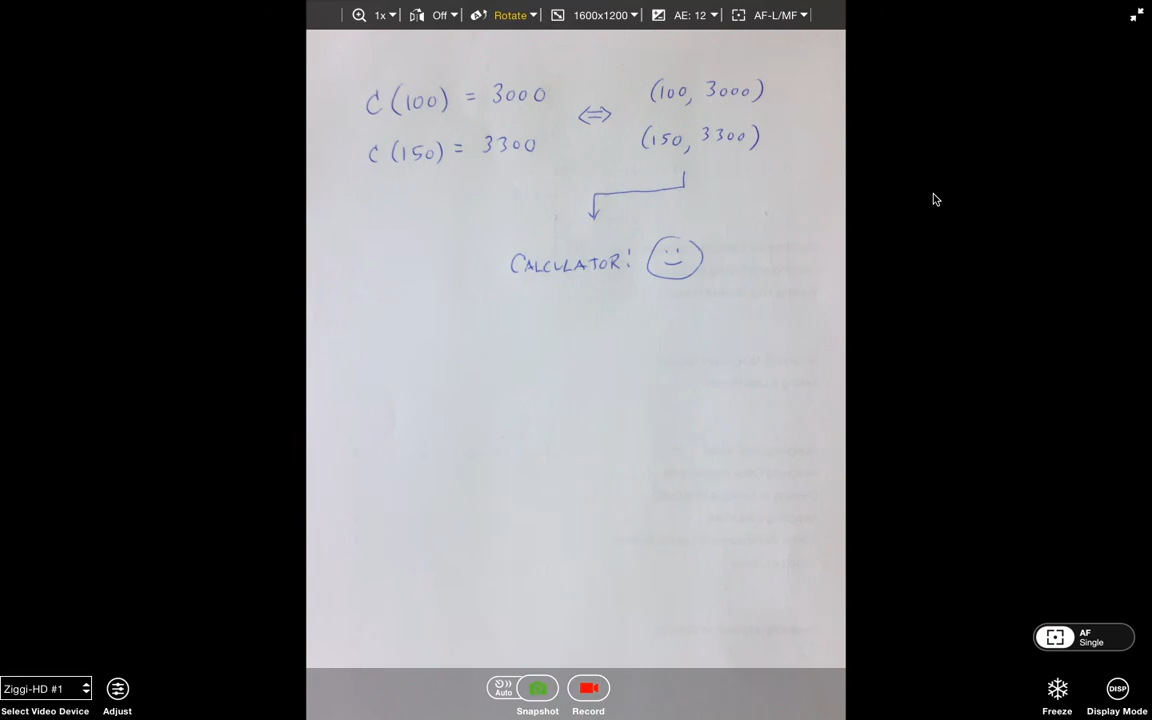 1x Off Rotate 1600x1200 AE: 12 AF-L/MF
C(100) = 3000 ⇔ (100, 3000)
C(150) = 3300 (150, 3300)
CALCULATOR:
AF
Single
Ziggi-HD #1
Auto
Select Video Device Adjust Snapshot Record Freeze Display Mode
DISP